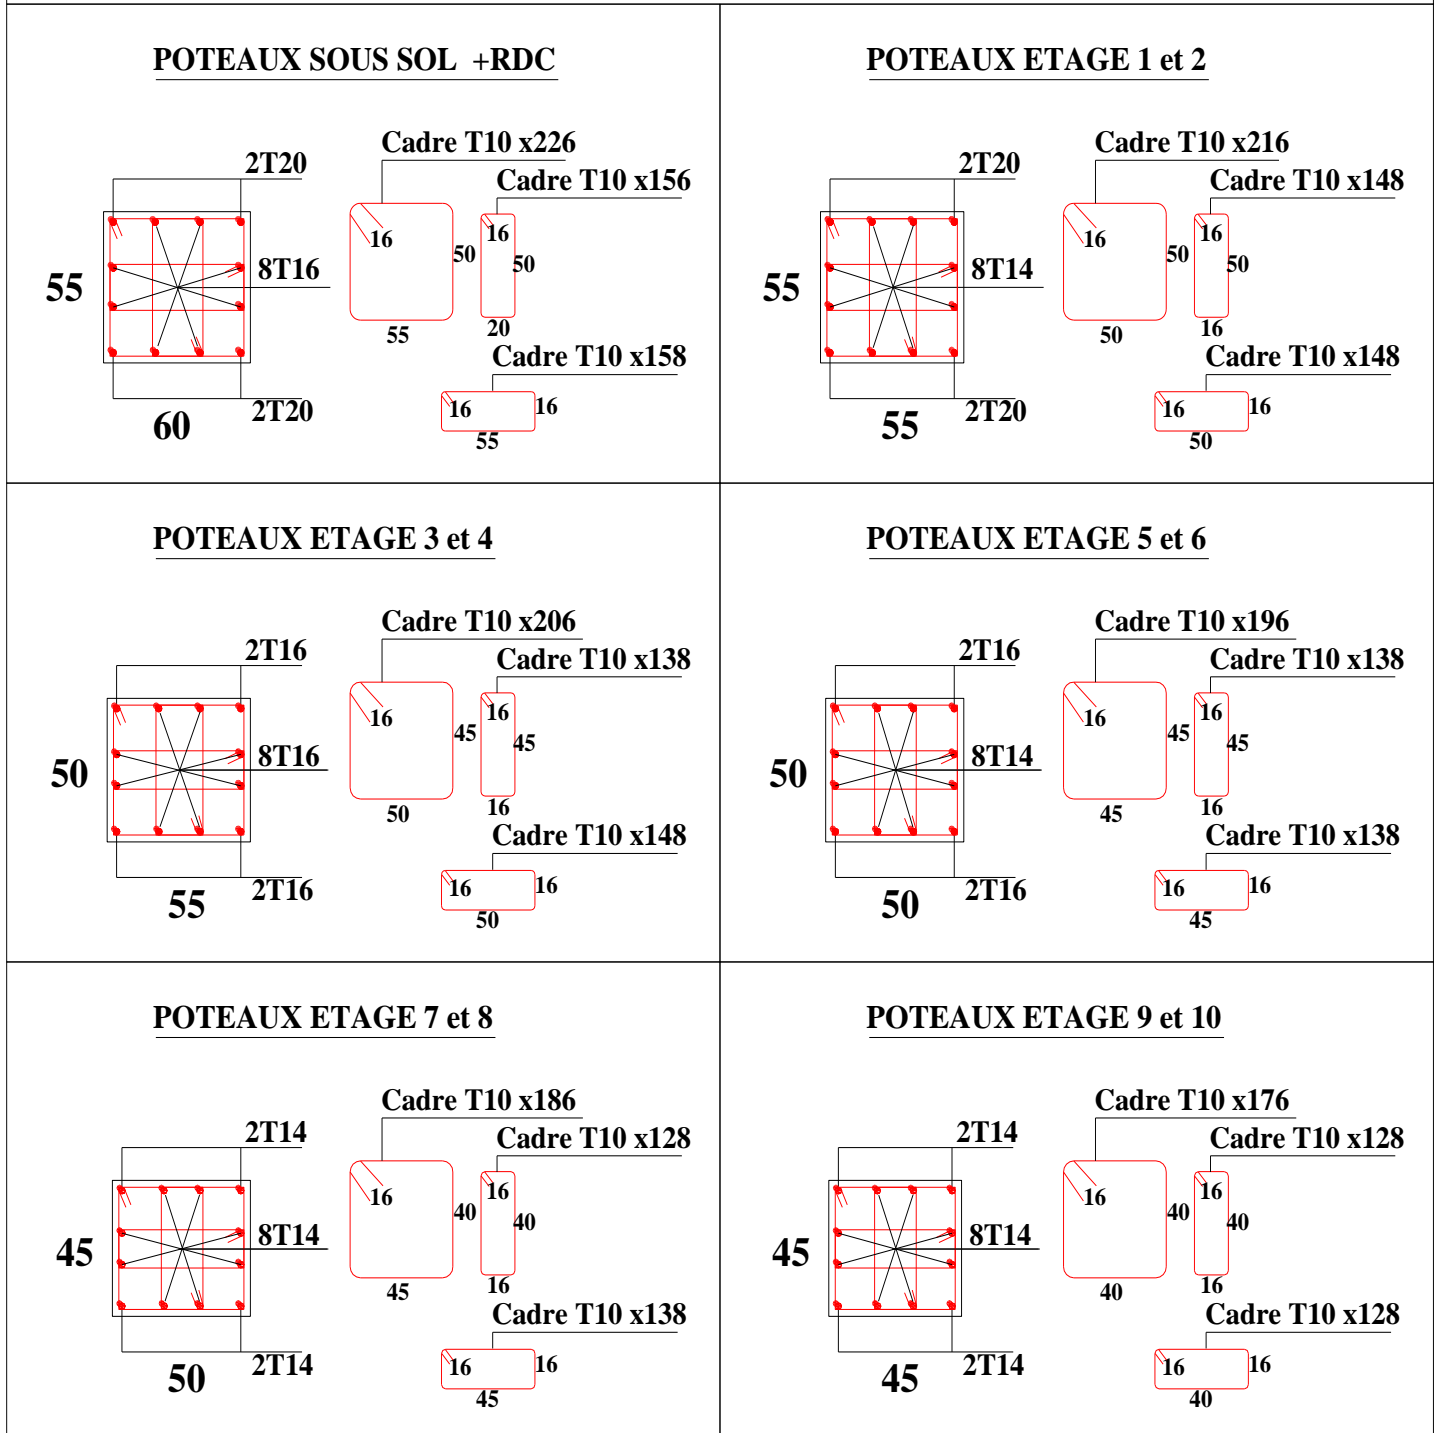 POTEAUX SOUS SOL +RDC
Cadre T10 x226
2T20
Cadre T10 x156
16
16
50
50
55
8T16
20
55
Cadre T10 x158
16
16
2T20
60
55
POTEAUX ETAGE 1 et 2
Cadre T10 x216
2T20
Cadre T10 x148
16
16
50
50
55
8T14
16
50
Cadre T10 x148
16
16
2T20
55
50
POTEAUX ETAGE 3 et 4
Cadre T10 x206
2T16
Cadre T10 x138
16
16
45
45
50
8T16
16
50
Cadre T10 x148
16
16
2T16
55
50
POTEAUX ETAGE 5 et 6
Cadre T10 x196
2T16
Cadre T10 x138
16
16
45
45
50
8T14
16
45
Cadre T10 x138
16
16
2T16
50
45
POTEAUX ETAGE 7 et 8
Cadre T10 x186
2T14
Cadre T10 x128
16
16
40
40
45
8T14
16
45
Cadre T10 x138
16
16
2T14
50
45
POTEAUX ETAGE 9 et 10
Cadre T10 x176
2T14
Cadre T10 x128
16
16
40
40
45
8T14
16
40
Cadre T10 x128
16
16
2T14
45
40